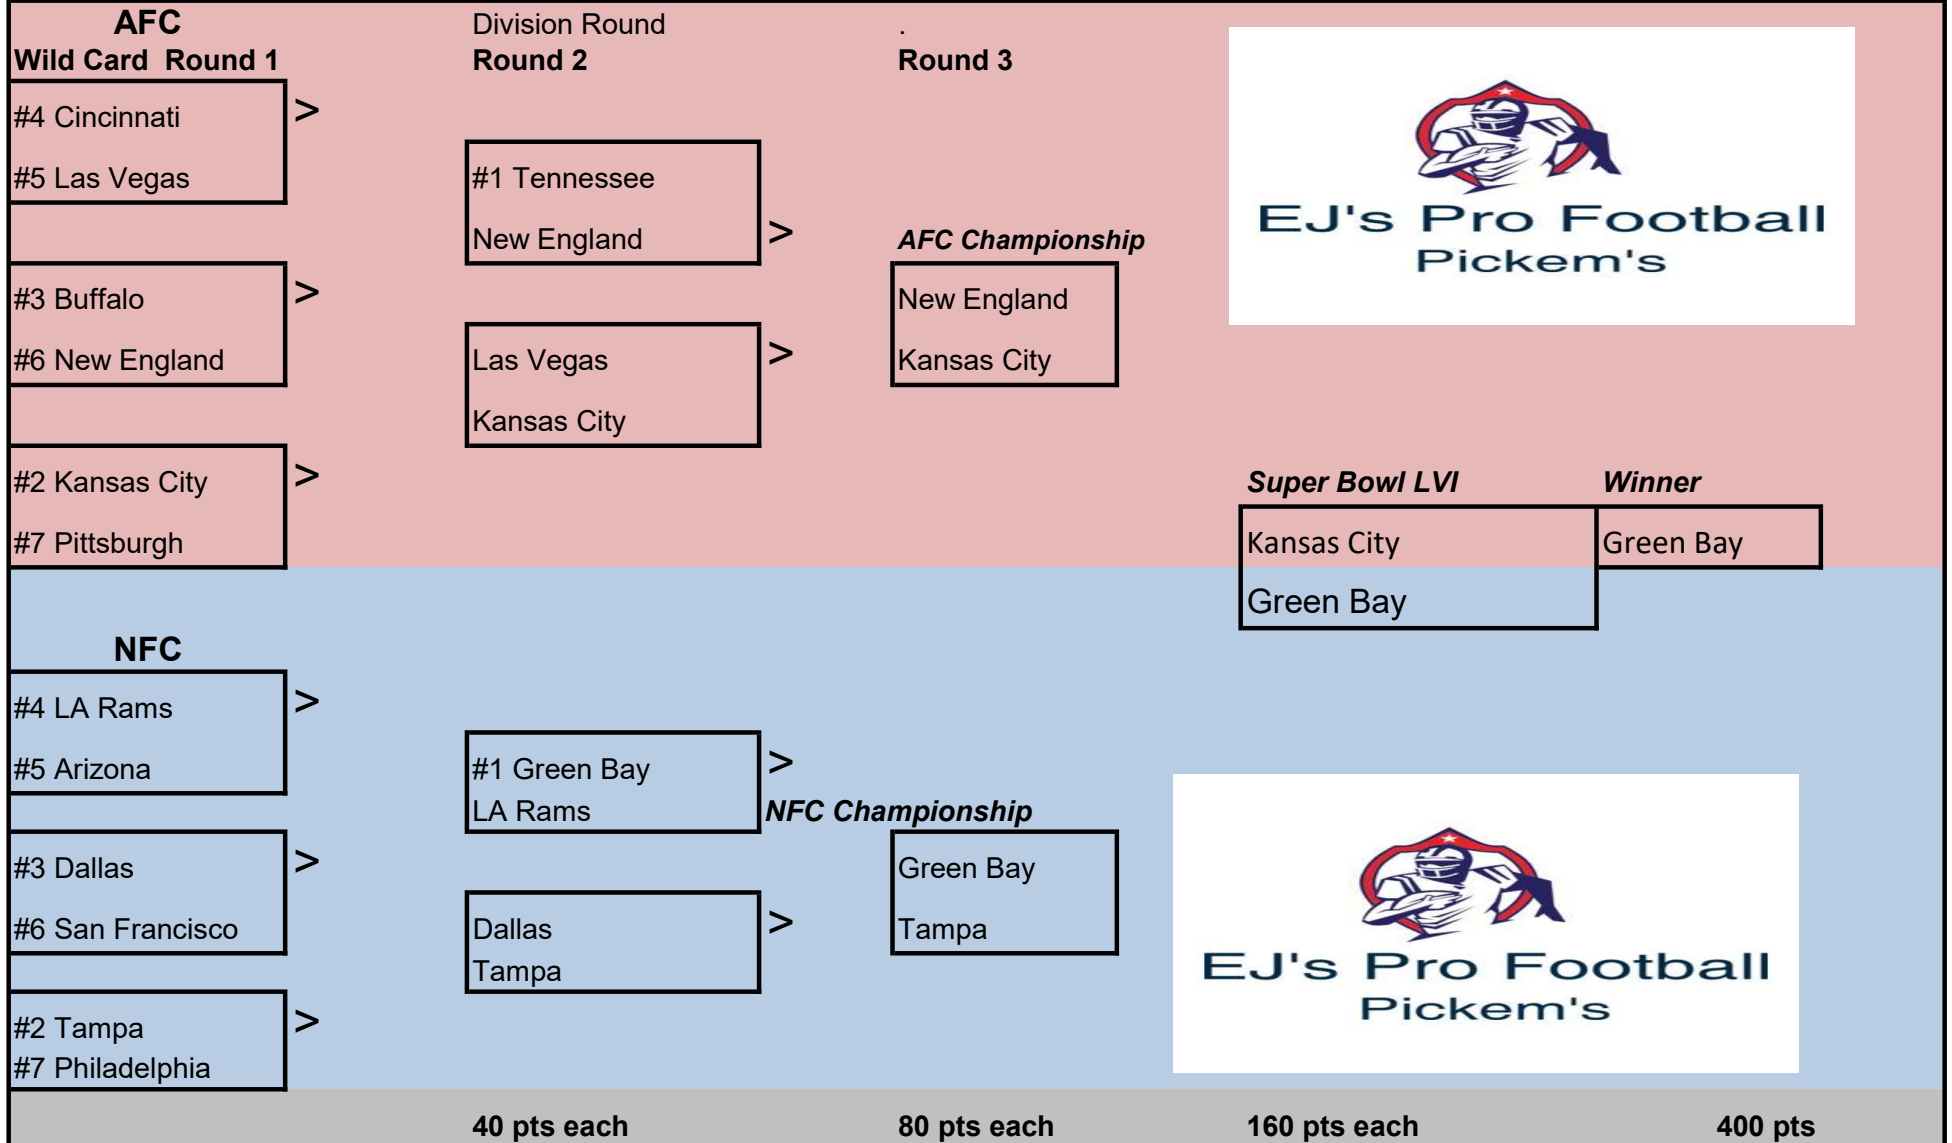 AFC Division Round .
Wild Card Round 1 Round 2 Round 3
#4 Cincinnati >
#5 Las Vegas #1 Tennessee
New England > AFC Championship
EJ's Pro Football
Pickem's
#3 Buffalo > New England
#6 New England Las Vegas > Kansas City
Kansas City
#2 Kansas City > Super Bowl LVI Winner
#7 Pittsburgh Kansas City Green Bay
Green Bay
NFC
#4 LA Rams >
#5 Arizona #1 Green Bay >
LA Rams NFC Championship
#3 Dallas > Green Bay
#6 San Francisco Dallas > Tampa
Tampa
EJ's Pro Football
Pickem's
#2 Tampa >
#7 Philadelphia
40 pts each 80 pts each 160 pts each 400 pts